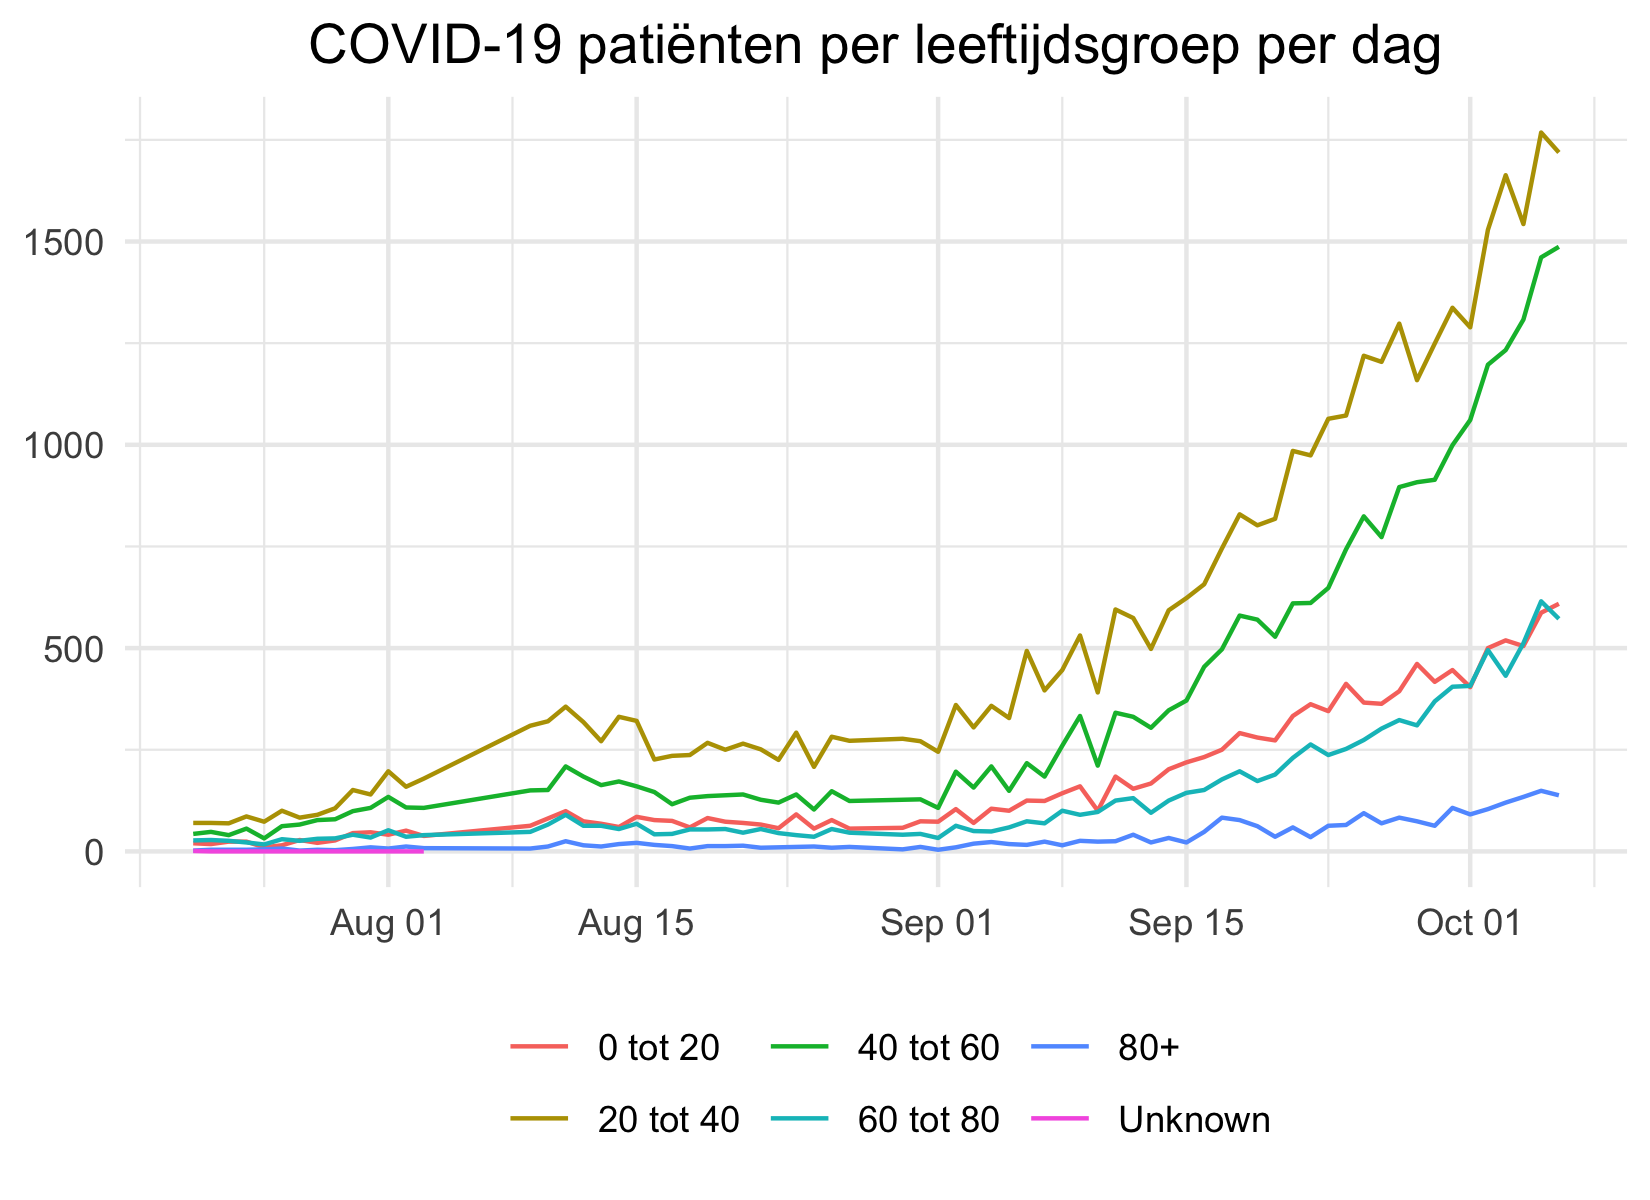 COVID-19 patiënten per leeftijdsgroep per dag
1500
1000
500
0
Aug 01 Aug 15 Sep 01 Sep 15 Oct 01
0 tot 20 40 tot 60 80+
20 tot 40 60 tot 80 Unknown